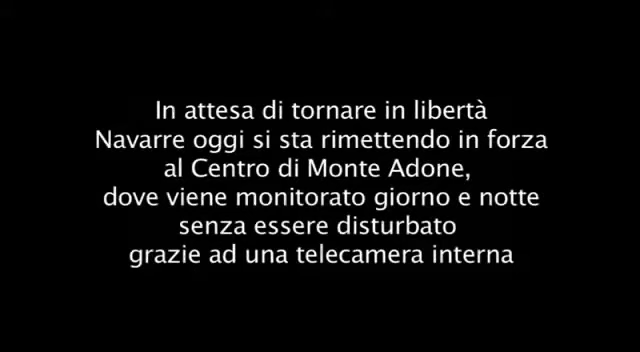 In attesa di tornare in libertà
Navarre oggi si sta rimettendo in forza
al Centro di Monte Adone,
dove viene monitorato giorno e notte
senza essere disturbato
grazie ad una telecamera interna